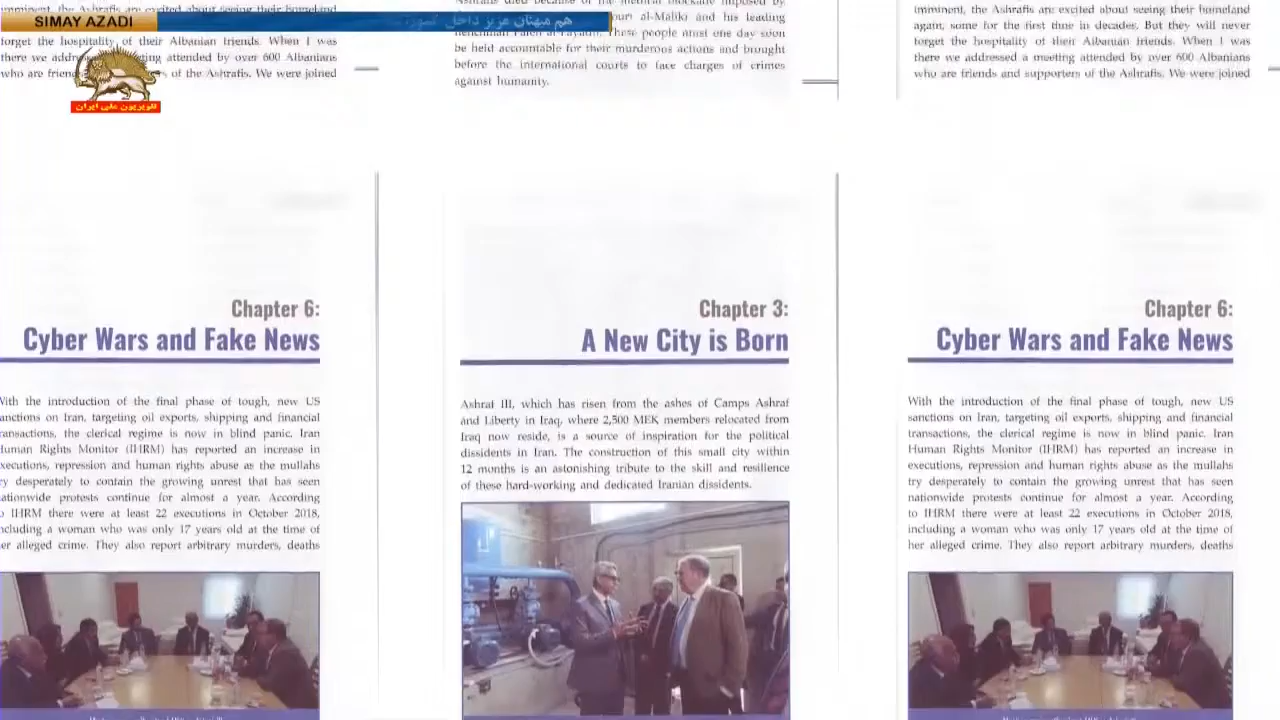 SIMAY AZADI
هم میهنان عزیز داخل کشور
تلویزیون ملی ایران
imminent, the Ashrafis are excited about seeing their homeland
forget the hospitality of their Albanian friends. When I was
there we addressed a meeting attended by over 600 Albanians
who are friends of the Ashrafis. We were joined
al-Maliki and his leading
These people must one day soon
be held accountable for their murderous actions and brought
before the international courts to face charges of crimes
against humanity.
imminent, the Ashrafis are excited about seeing their homeland
again, some for the first time in decades. But they will never
forget the hospitality of their Albanian friends. When I was
there we addressed a meeting attended by over 600 Albanians
who are friends and supporters of the Ashrafis. We were joined
Chapter 6:
Cyber Wars and Fake News
With the introduction of the final phase of tough, new US
anctions on Iran, targeting oil exports, shipping and financial
ransactions, the clerical regime is now in blind panic. Iran
Human Rights Monitor (IHRM) has reported an increase in
xecutions, repression and human rights abuse as the mullahs
ry desperately to contain the growing unrest that has seen
ationwide protests continue for almost a year. According
o IHRM there were at least 22 executions in October 2018,
ncluding a woman who was only 17 years old at the time of
er alleged crime. They also report arbitrary murders, deaths
Chapter 3:
A New City is Born
Ashraf III, which has risen from the ashes of Camps Ashraf
and Liberty in Iraq, where 2,500 MEK members relocated from
Iraq now reside, is a source of inspiration for the political
dissidents in Iran. The construction of this small city within
12 months is an astonishing tribute to the skill and resilience
of these hard-working and dedicated Iranian dissidents.
Chapter 6:
Cyber Wars and Fake News
With the introduction of the final phase of tough, new US
sanctions on Iran, targeting oil exports, shipping and financial
transactions, the clerical regime is now in blind panic. Iran
Human Rights Monitor (IHRM) has reported an increase in
executions, repression and human rights abuse as the mullahs
try desperately to contain the growing unrest that has seen
nationwide protests continue for almost a year. According
to IHRM there were at least 22 executions in October 2018,
including a woman who was only 17 years old at the time of
her alleged crime. They also report arbitrary murders, deaths